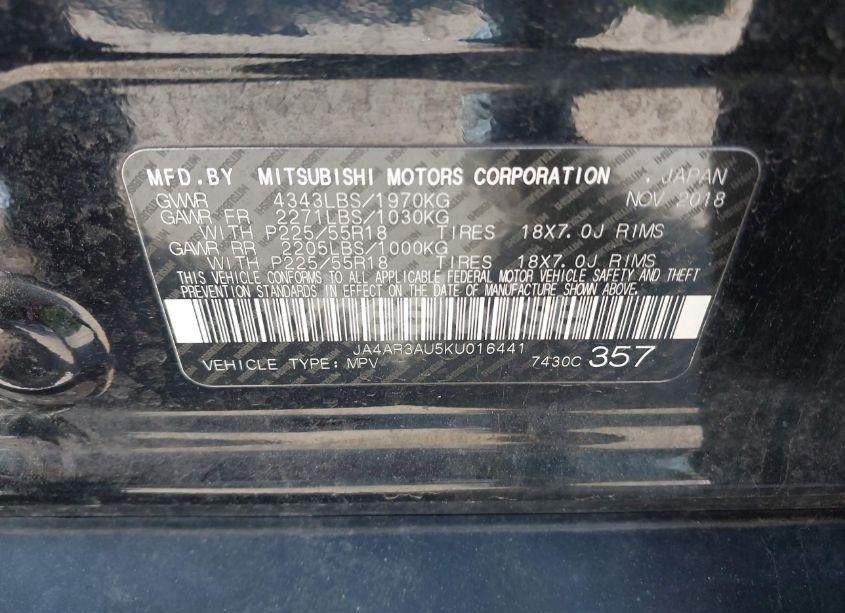 MFD.BY MITSUBISHI MOTORS CORPORATION , JAPAN
GVWR 4343LBS/1970KG NOV 2018
GAWR FR 2271LBS/1030KG
WITH P225/55R18 TIRES 18X7.0J RIMS
GAWR RR 2205LBS/1000KG
WITH P225/55R18 TIRES 18X7.0J RIMS
THIS VEHICLE CONFORMS TO ALL APPLICABLE FEDERAL MOTOR VEHICLE SAFETY AND THEFT
PREVENTION STANDARDS IN EFFECT ON THE DATE OF MANUFACTURE SHOWN ABOVE.
JA4AR3AU5KU016441
VEHICLE TYPE: MPV 7430C 357